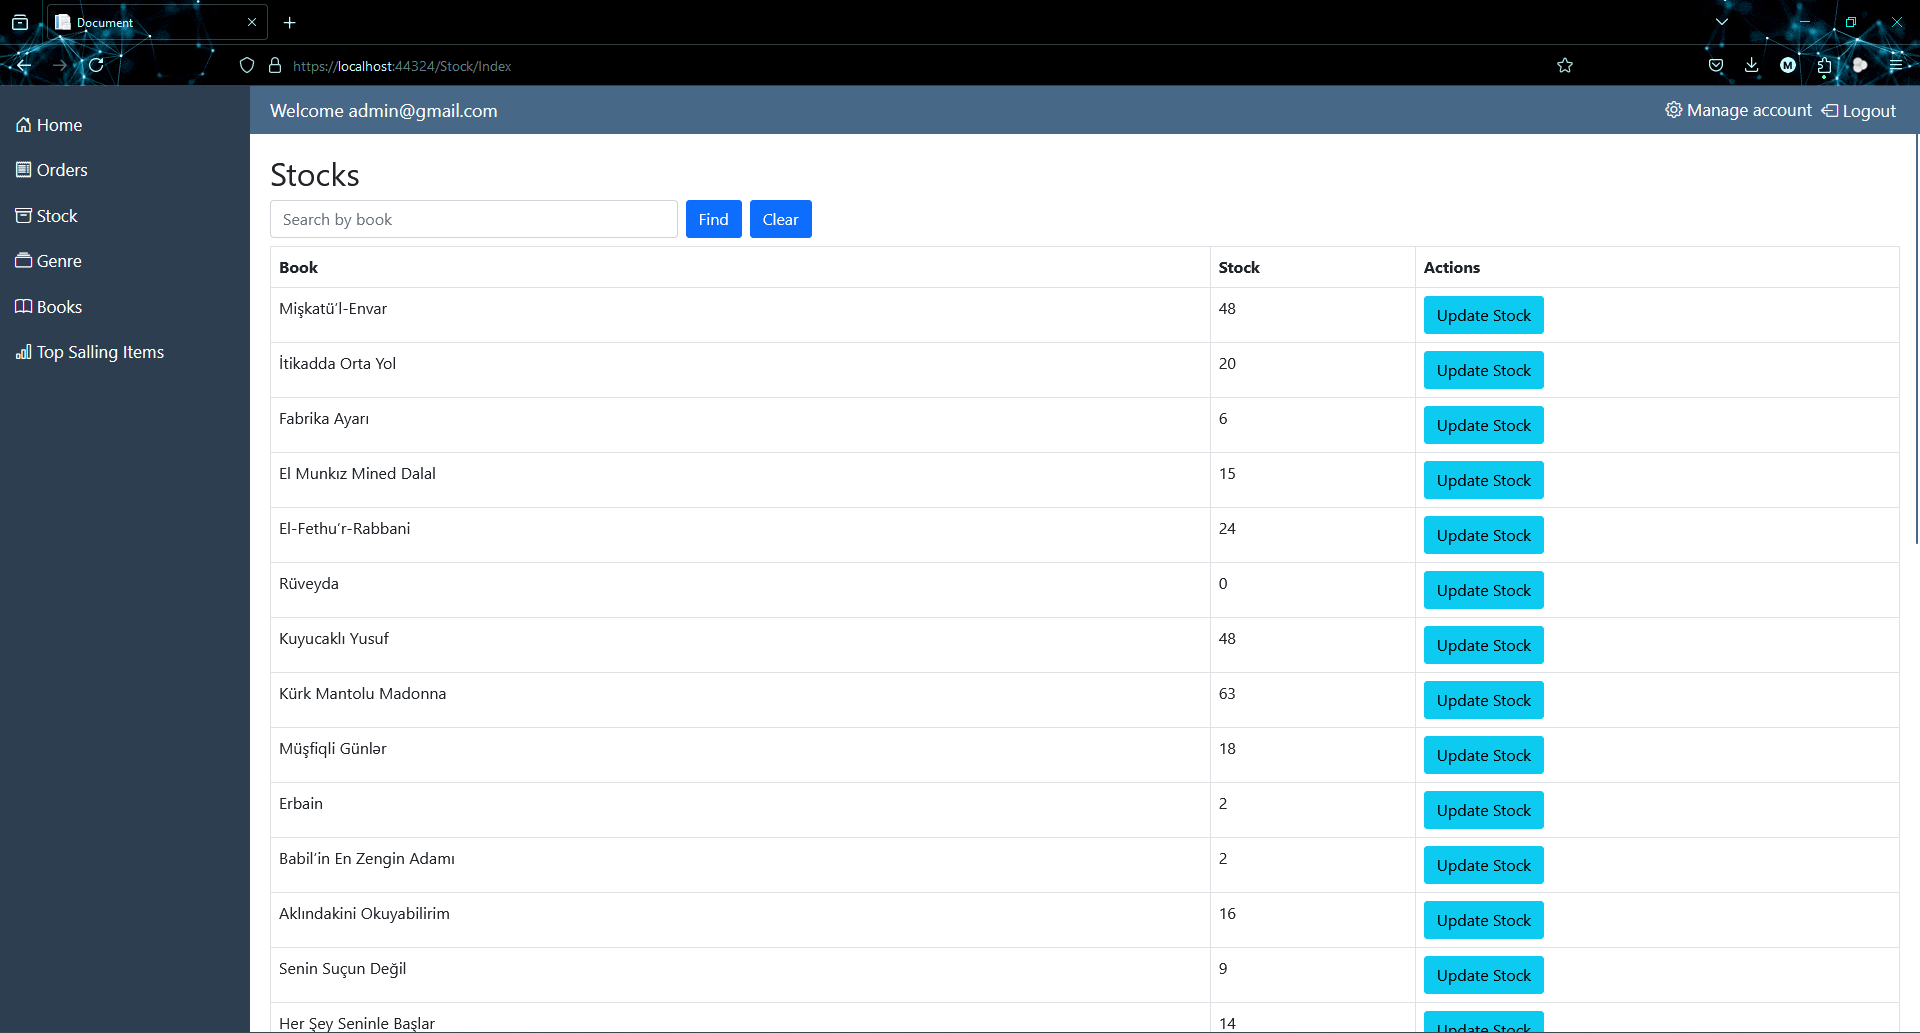 Document
https://localhost:44324/Stock/Index
M
Home
Orders
Stock
Genre
Books
Top Salling Items
Welcome admin@gmail.com
Manage account Logout
Stocks
Search by book Find Clear
Book Stock Actions
Mişkatü’l-Envar 48 Update Stock
İtikadda Orta Yol 20 Update Stock
Fabrika Ayarı 6 Update Stock
El Munkız Mined Dalal 15 Update Stock
El-Fethu’r-Rabbani 24 Update Stock
Rüveyda 0 Update Stock
Kuyucaklı Yusuf 48 Update Stock
Kürk Mantolu Madonna 63 Update Stock
Müşfiqli Günlər 18 Update Stock
Erbain 2 Update Stock
Babil’in En Zengin Adamı 2 Update Stock
Aklındakini Okuyabilirim 16 Update Stock
Senin Suçun Değil 9 Update Stock
Her Şey Seninle Başlar 14 Update Stock